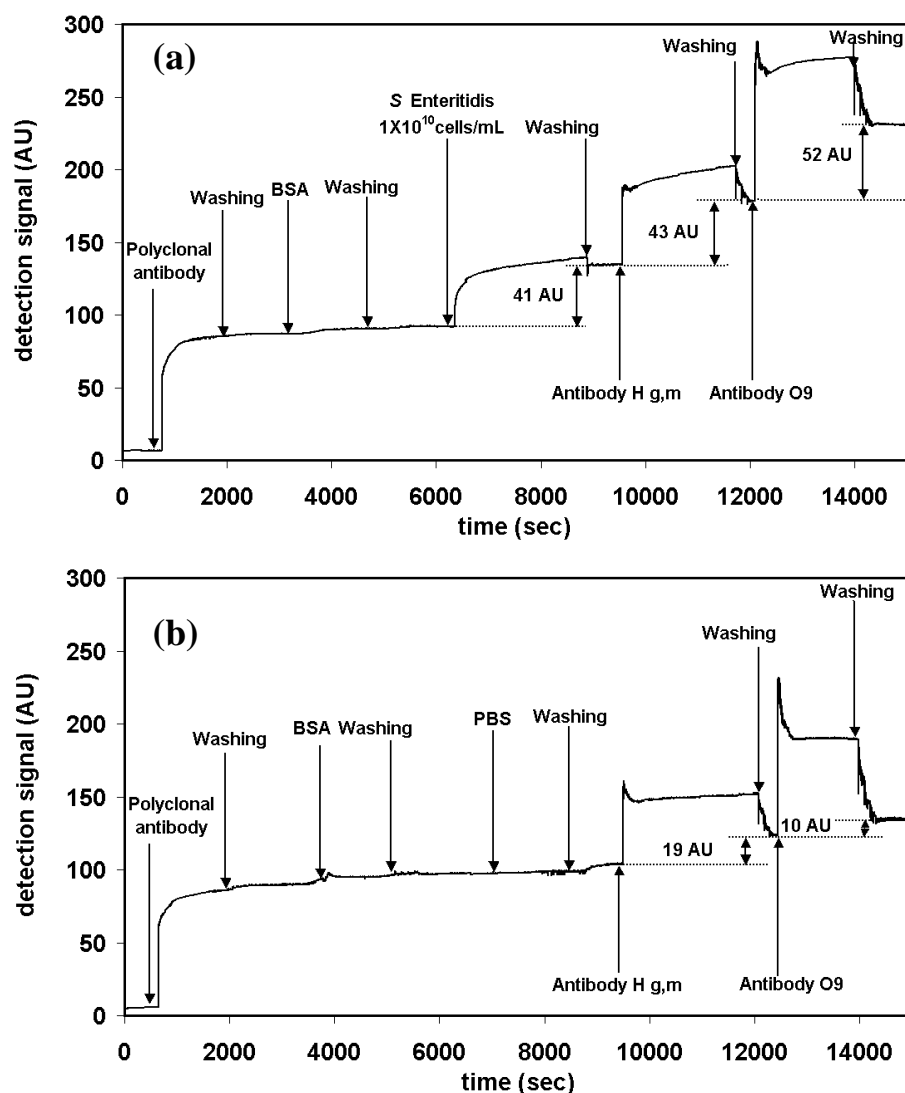 (a)
detection signal (AU)
300
250
200
150
100
50
0
Polyclonal
antibody
Washing
BSA
Washing
S Enteritidis
1X10¹⁰cells/mL
Washing
Washing
Washing
41 AU
43 AU
52 AU
Antibody H g,m
Antibody O9
0 2000 4000 6000 8000 10000 12000 14000
time (sec)
(b)
detection signal (AU)
300
250
200
150
100
50
0
Polyclonal
antibody
Washing
BSA
Washing
PBS
Washing
Washing
Washing
19 AU
10 AU
Antibody H g,m
Antibody O9
0 2000 4000 6000 8000 10000 12000 14000
time (sec)